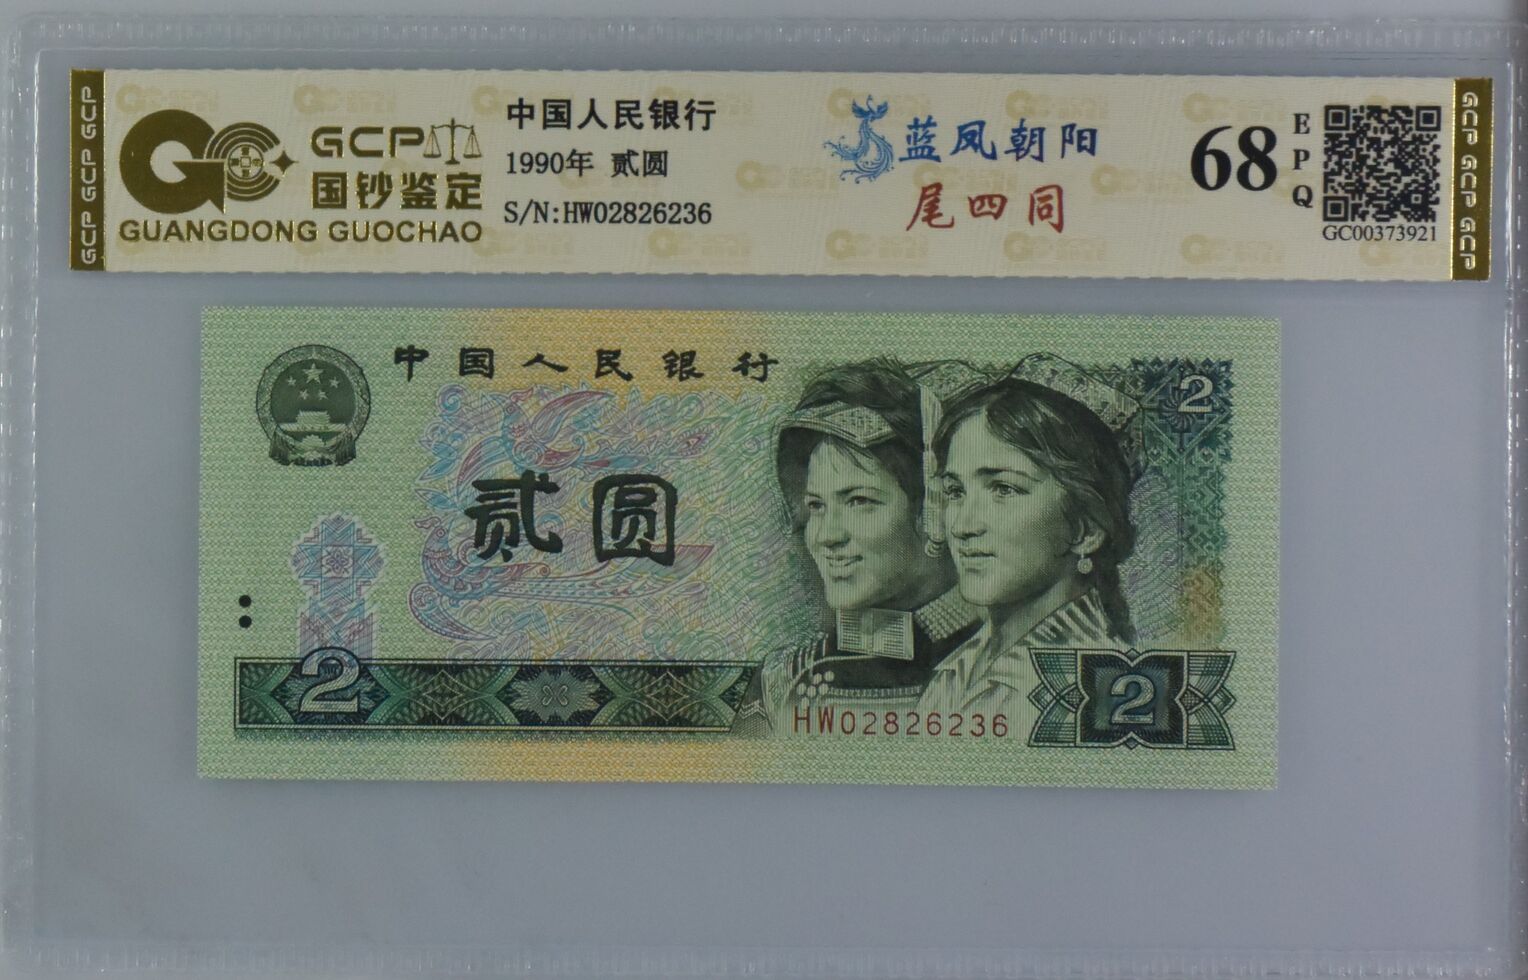 GCP GCP GCP
GCP
国钞鉴定
GUANGDONG GUOCHAO
中国人民银行
1990年 贰圆
S/N:HW02826236
蓝凤朝阳
尾四同
68
EPQ
GC00373921
GCP GCP GCP
中国人民银行
2
贰圆
2
HW02826236
2